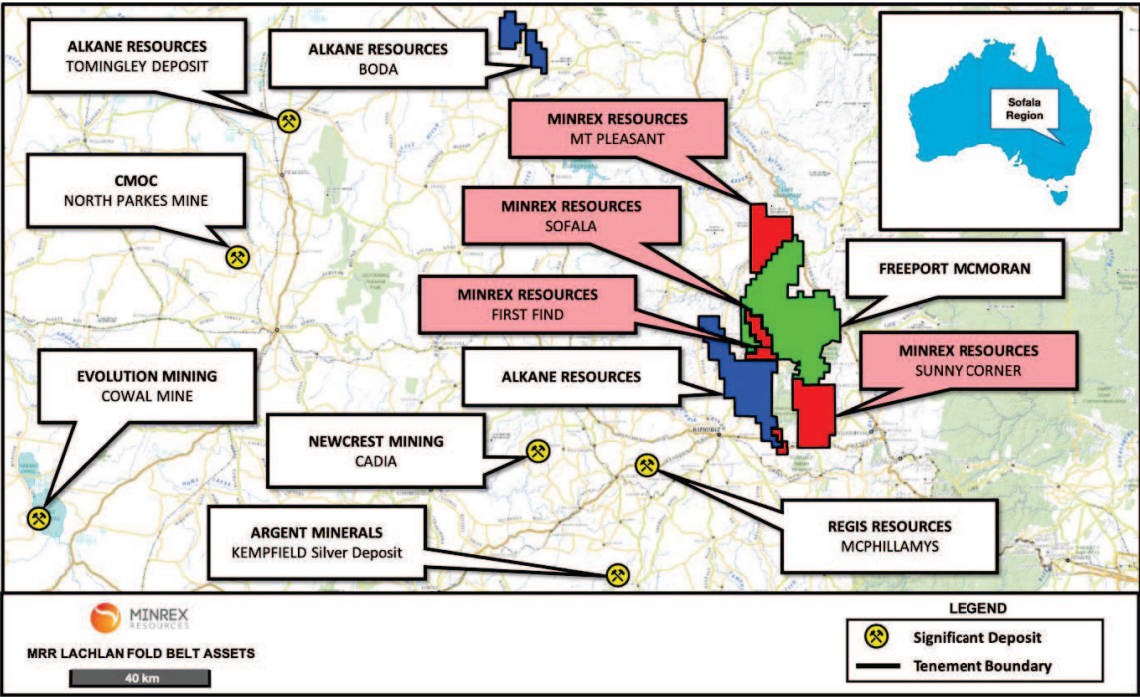 ALKANE RESOURCES
TOMINGLEY DEPOSIT
ALKANE RESOURCES
BODA
Sofala
Region
MINREX RESOURCES
MT PLEASANT
CMOC
NORTH PARKES MINE
MINREX RESOURCES
SOFALA
FREEPORT MCMORAN
MINREX RESOURCES
FIRST FIND
MINREX RESOURCES
SUNNY CORNER
EVOLUTION MINING
COWAL MINE
ALKANE RESOURCES
NEWCREST MINING
CADIA
REGIS RESOURCES
MCPHILLAMYS
ARGENT MINERALS
KEMPFIELD Silver Deposit
MINREX
RESOURCES
MRR LACHLAN FOLD BELT ASSETS
40 km
LEGEND
Significant Deposit
Tenement Boundary